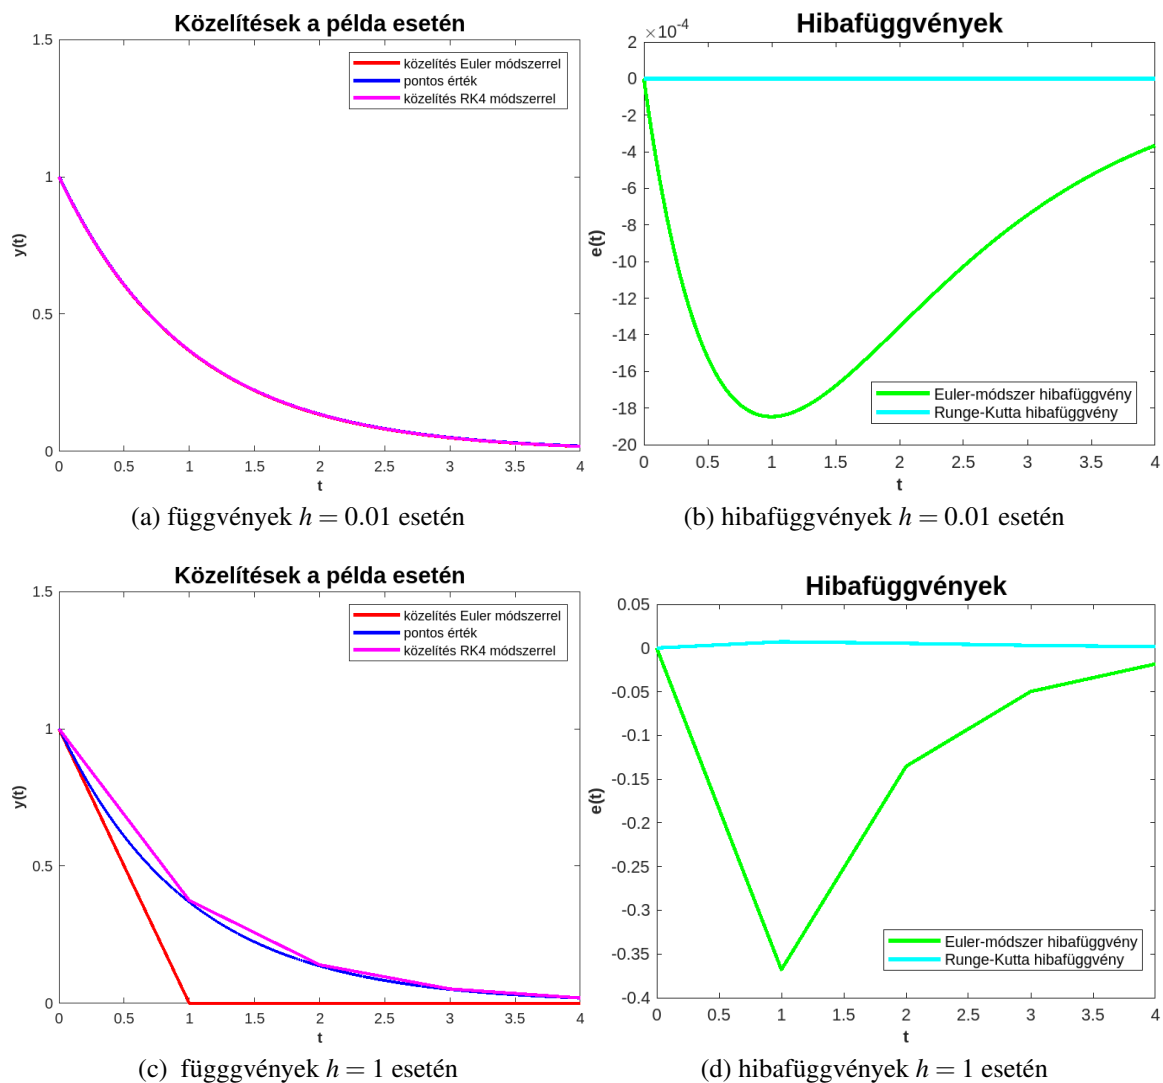 Közelítések a példa esetén
1.5
1
0.5
0
közelítés Euler módszerrel
pontos érték
közelítés RK4 módszerrel
y(t)
0 0.5 1 1.5 2 2.5 3 3.5 4
t
(a) függvények h = 0.01 esetén
Hibafüggvények
×10-4
2
0
-2
-4
-6
-8
-10
-12
-14
-16
-18
-20
e(t)
Euler-módszer hibafüggvény
Runge-Kutta hibafüggvény
0 0.5 1 1.5 2 2.5 3 3.5 4
t
(b) hibafüggvények h = 0.01 esetén
Közelítések a példa esetén
1.5
1
0.5
0
közelítés Euler módszerrel
pontos érték
közelítés RK4 módszerrel
y(t)
0 0.5 1 1.5 2 2.5 3 3.5 4
t
(c) függgvények h = 1 esetén
Hibafüggvények
0.05
0
-0.05
-0.1
-0.15
-0.2
-0.25
-0.3
-0.35
-0.4
e(t)
Euler-módszer hibafüggvény
Runge-Kutta hibafüggvény
0 0.5 1 1.5 2 2.5 3 3.5 4
t
(d) hibafüggvények h = 1 esetén